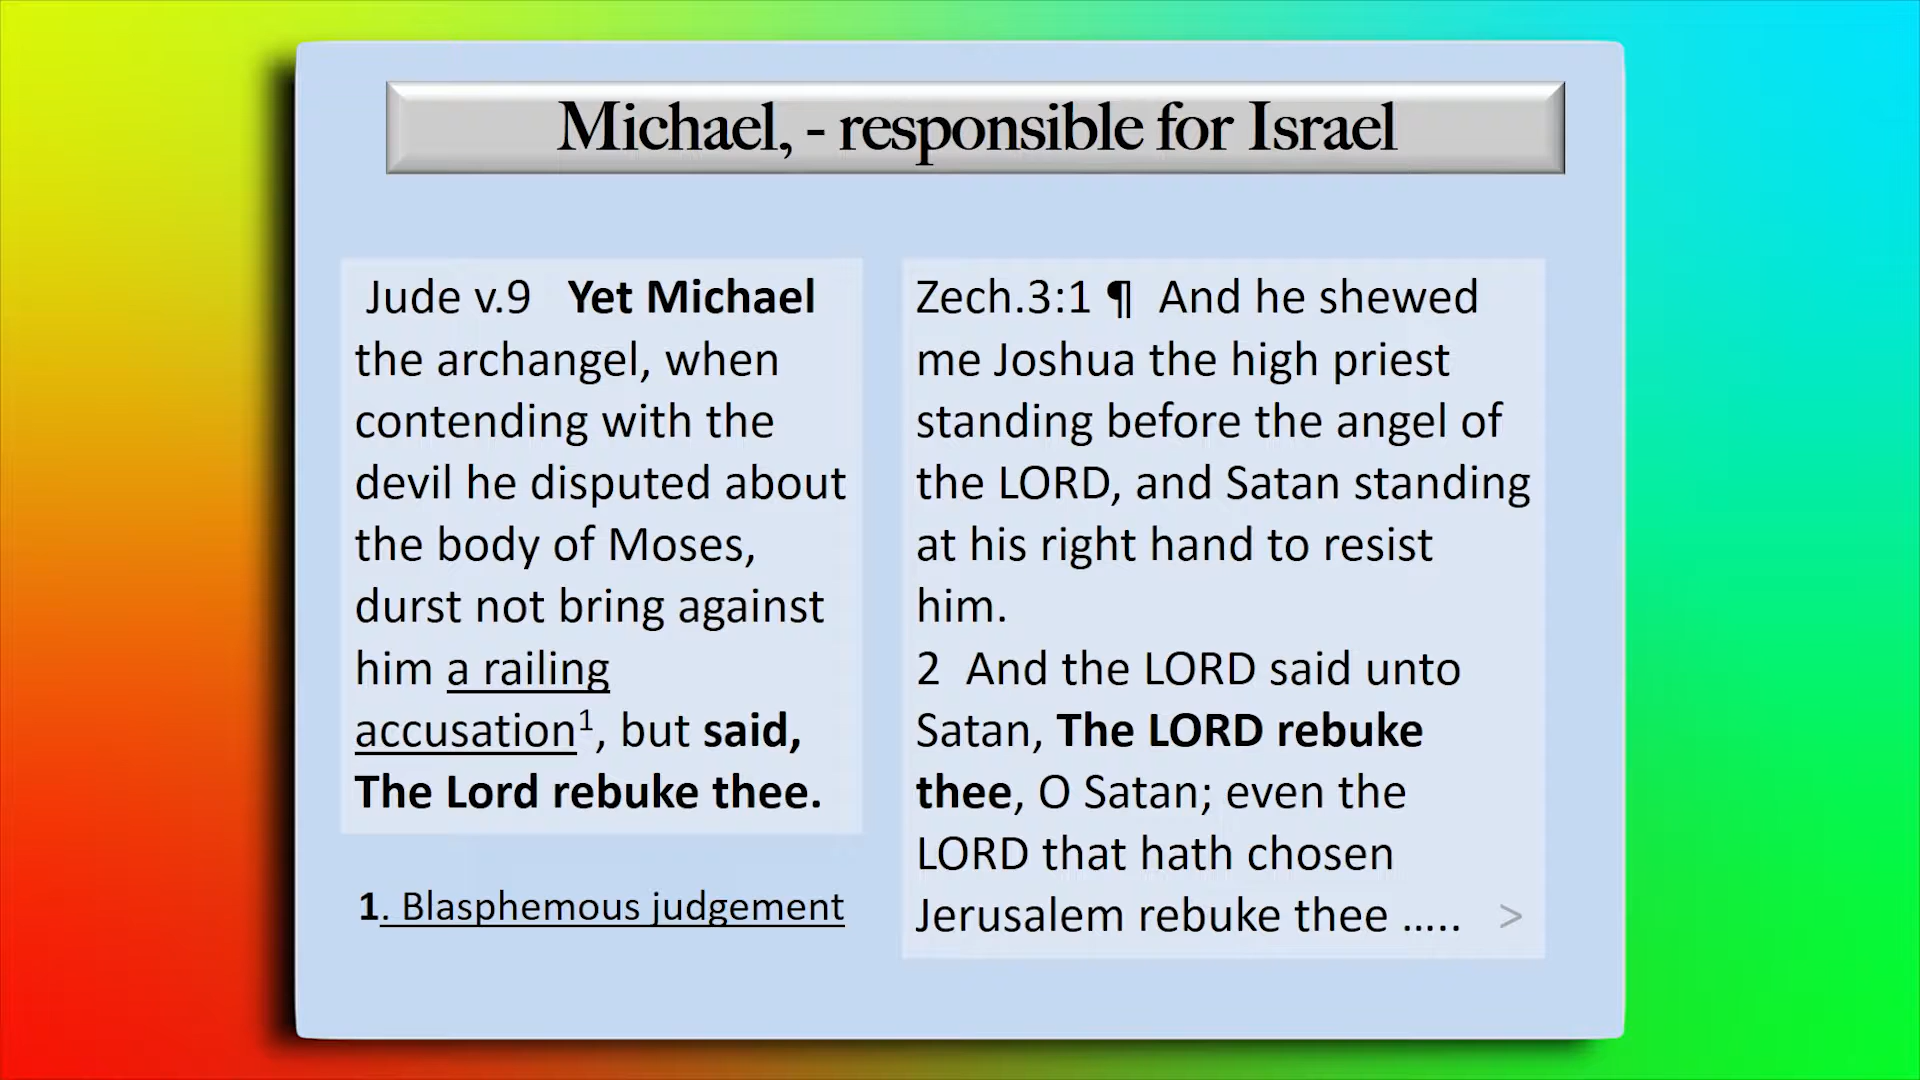 Michael, - responsible for Israel
Jude v.9 Yet Michael
the archangel, when
contending with the
devil he disputed about
the body of Moses,
durst not bring against
him a railing
accusation¹, but said,
The Lord rebuke thee.
1. Blasphemous judgement
Zech.3:1 ¶ And he shewed
me Joshua the high priest
standing before the angel of
the LORD, and Satan standing
at his right hand to resist
him.
2 And the LORD said unto
Satan, The LORD rebuke
thee, O Satan; even the
LORD that hath chosen
Jerusalem rebuke thee ..... >